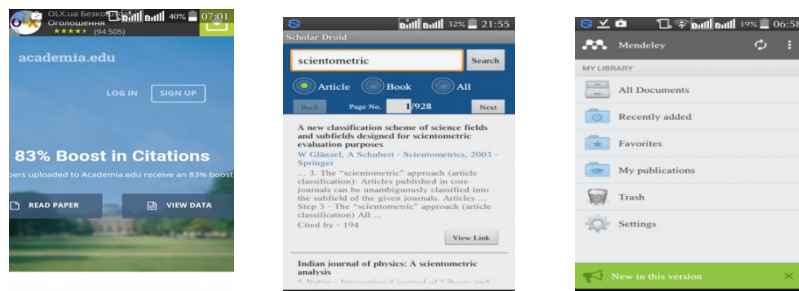 OLX.ua Безко
Оголошення
(94 505)
40% 07:01
academia.edu
LOG IN SIGN UP
83% Boost in Citations
pers uploaded to Academia.edu receive an 83% boost
READ PAPER VIEW DATA
32% 21:55
Scholar Droid
scientometric Search
Article Book All
Back Page No. 1/928 Next
A new classification scheme of science fields
and subfields designed for scientometric
evaluation purposes
W Glänzel, A Schubert - Scientometrics, 2003 -
Springer
... 3. The "scientometric" approach (article
classification): Articles published in core
journals can be unambiguously classified into
the subfield of the given journals. Articles ...
Step 3 - The "scientometric" approach (article
classification) All ...
Cited by - 194
View Link
Indian journal of physics: A scientometric
analysis
19% 06:58
Mendeley
MY LIBRARY
All Documents
Recently added
Favorites
My publications
Trash
Settings
New in this version